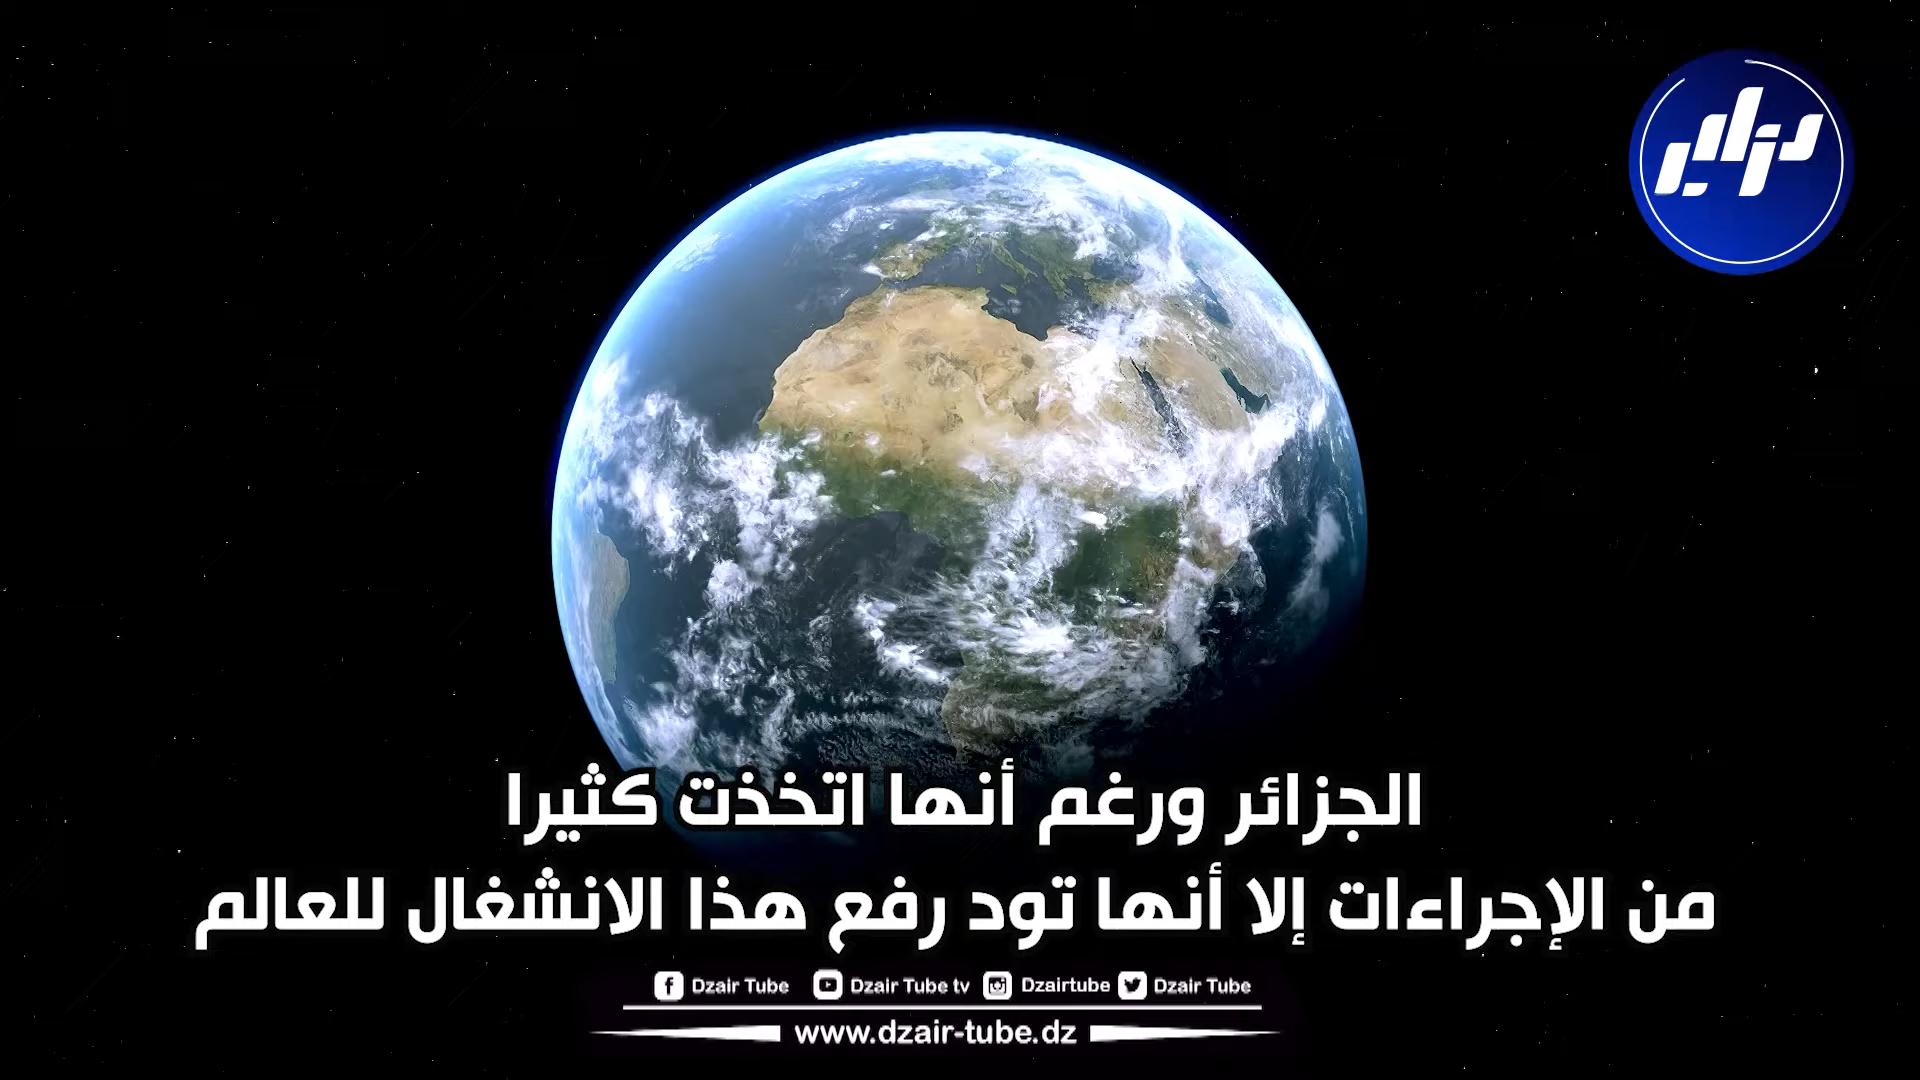 دزاير
الجزائر ورغم أنها اتخذت كثيرا
من الإجراءات إلا أنها تود رفع هذا الانشغال للعالم
Dzair Tube Dzair Tube tv Dzairtube Dzair Tube
www.dzair-tube.dz